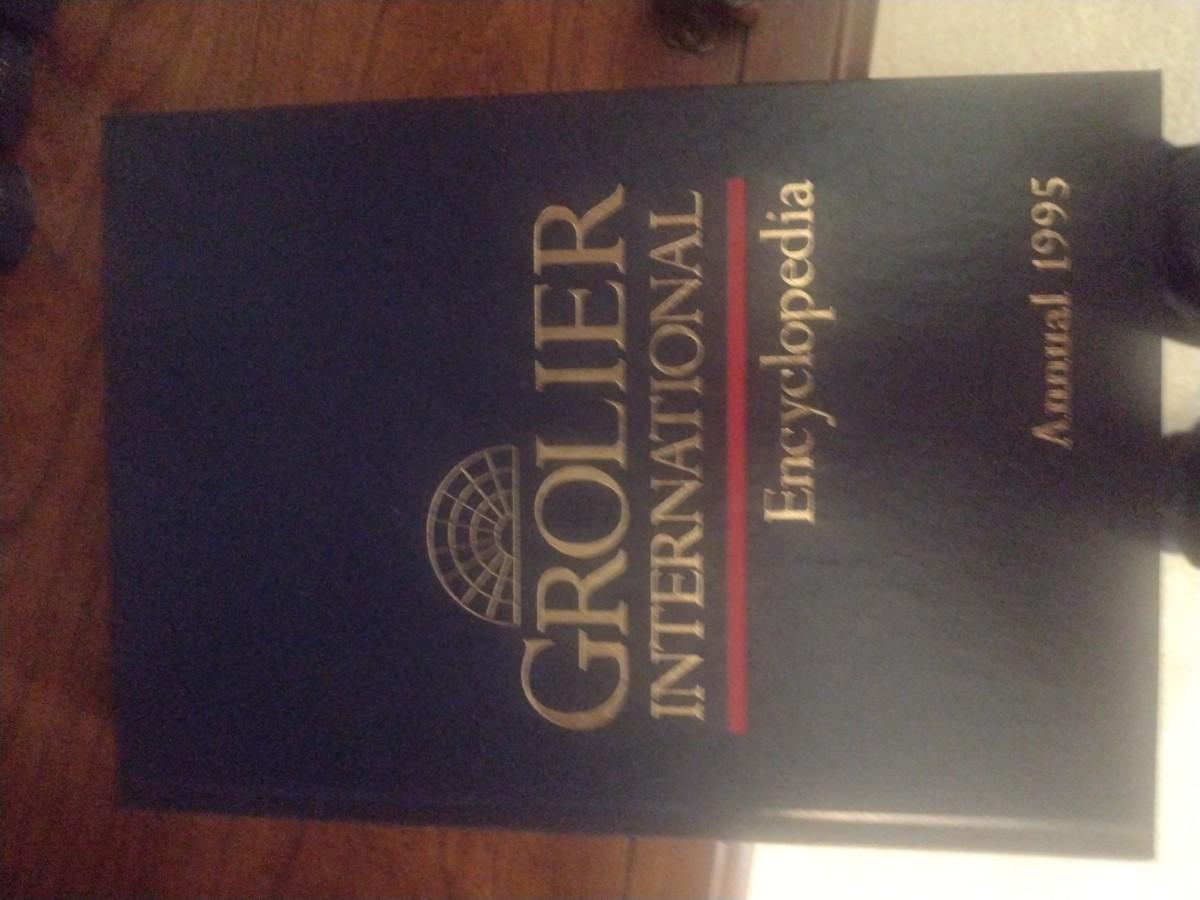 GROLIER
INTERNATIONAL
Encyclopedia
Annual 1995